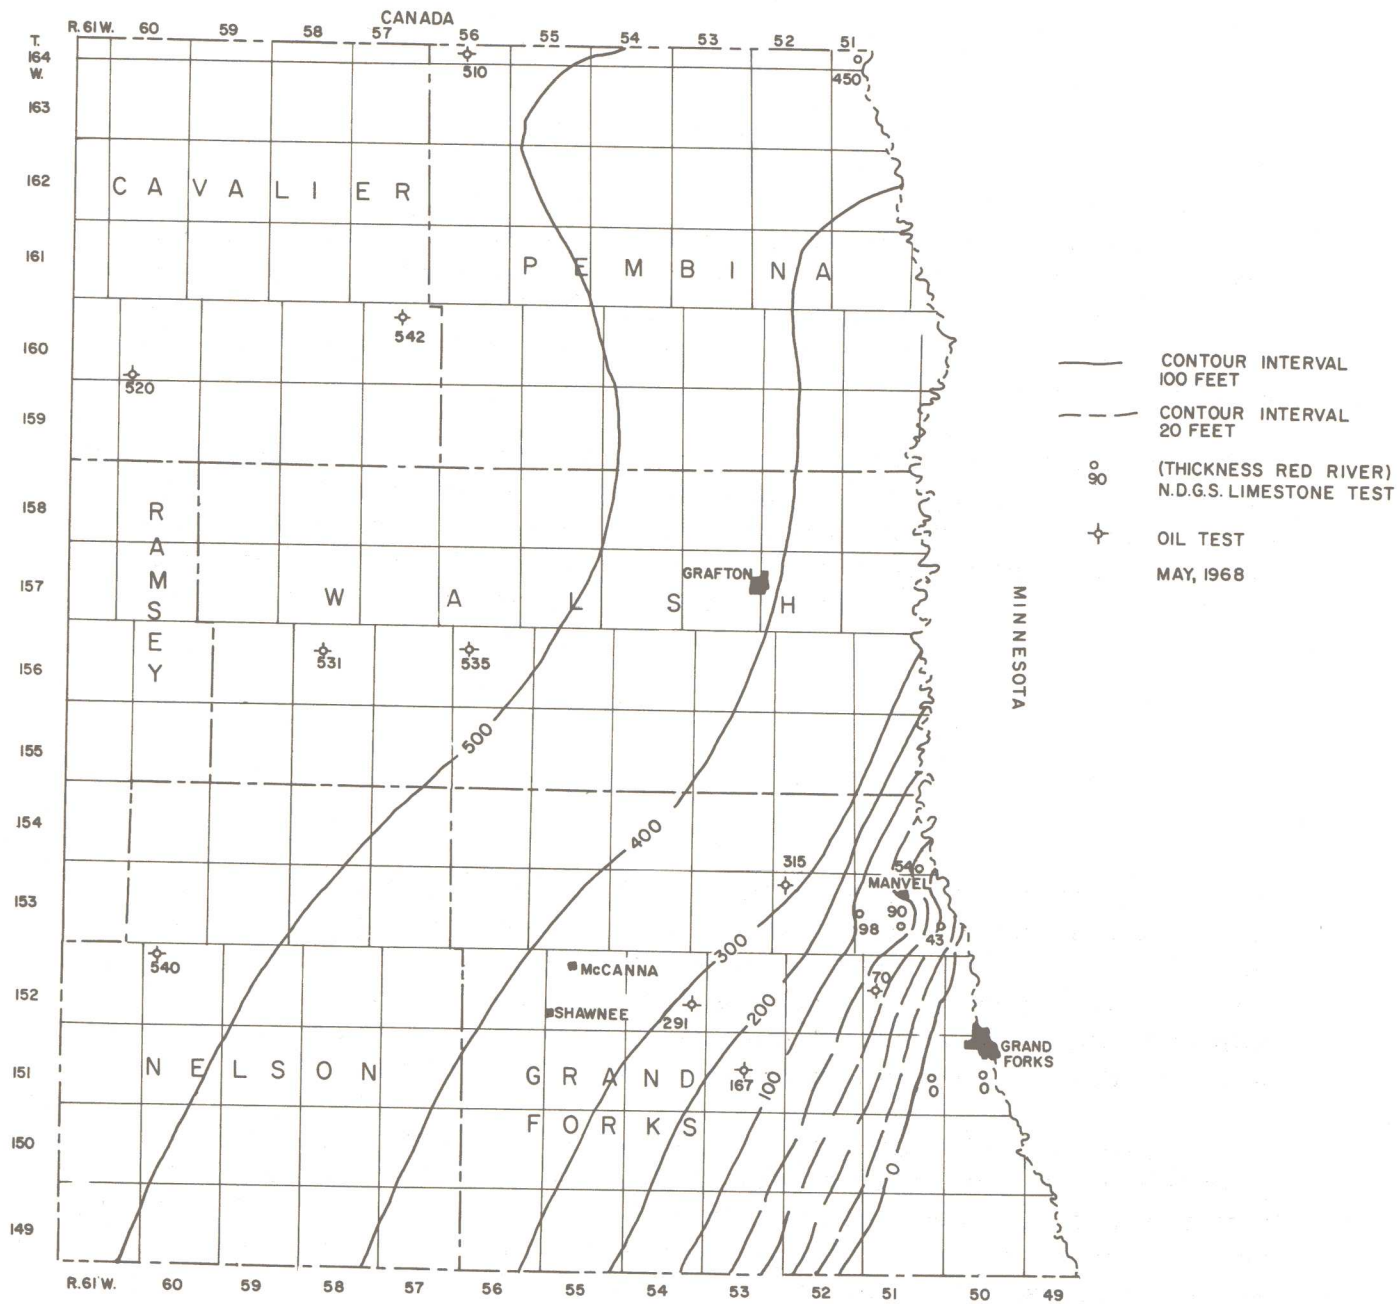 CANADA
R. 61 W. 60 59 58 57 56 55 54 53 52 51
T.
164
W.
510
450
163
162
CAVALIER
161
PEMBINA
542
160
520
CONTOUR INTERVAL
100 FEET
159
CONTOUR INTERVAL
20 FEET
(THICKNESS RED RIVER)
90
N.D.G.S. LIMESTONE TEST
158
RAMSEY
OIL TEST
MAY, 1968
GRAFTON
157
WALSH
MINNESOTA
156
531
535
500
155
154
400
315
54
MANVEL
153
90
98
43
300
540
McCANNA
70
152
SHAWNEE
200
291
GRAND
FORKS
151
NELSON
GRAND
167
100
0
0
FORKS
150
0
149
R. 61 W. 60 59 58 57 56 55 54 53 52 51 50 49